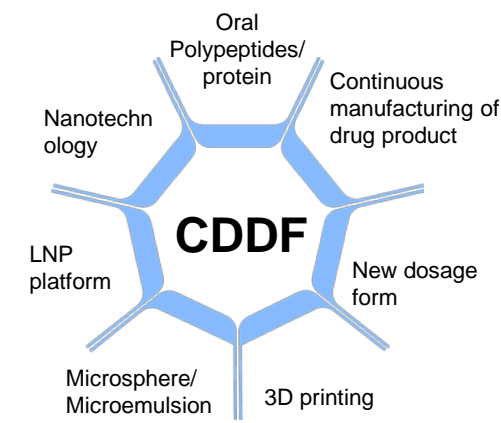 Oral
Polypeptides/
protein
Continuous
manufacturing of
drug product
Nanotechn
ology
CDDF
LNP
platform
New dosage
form
Microsphere/
Microemulsion
3D printing